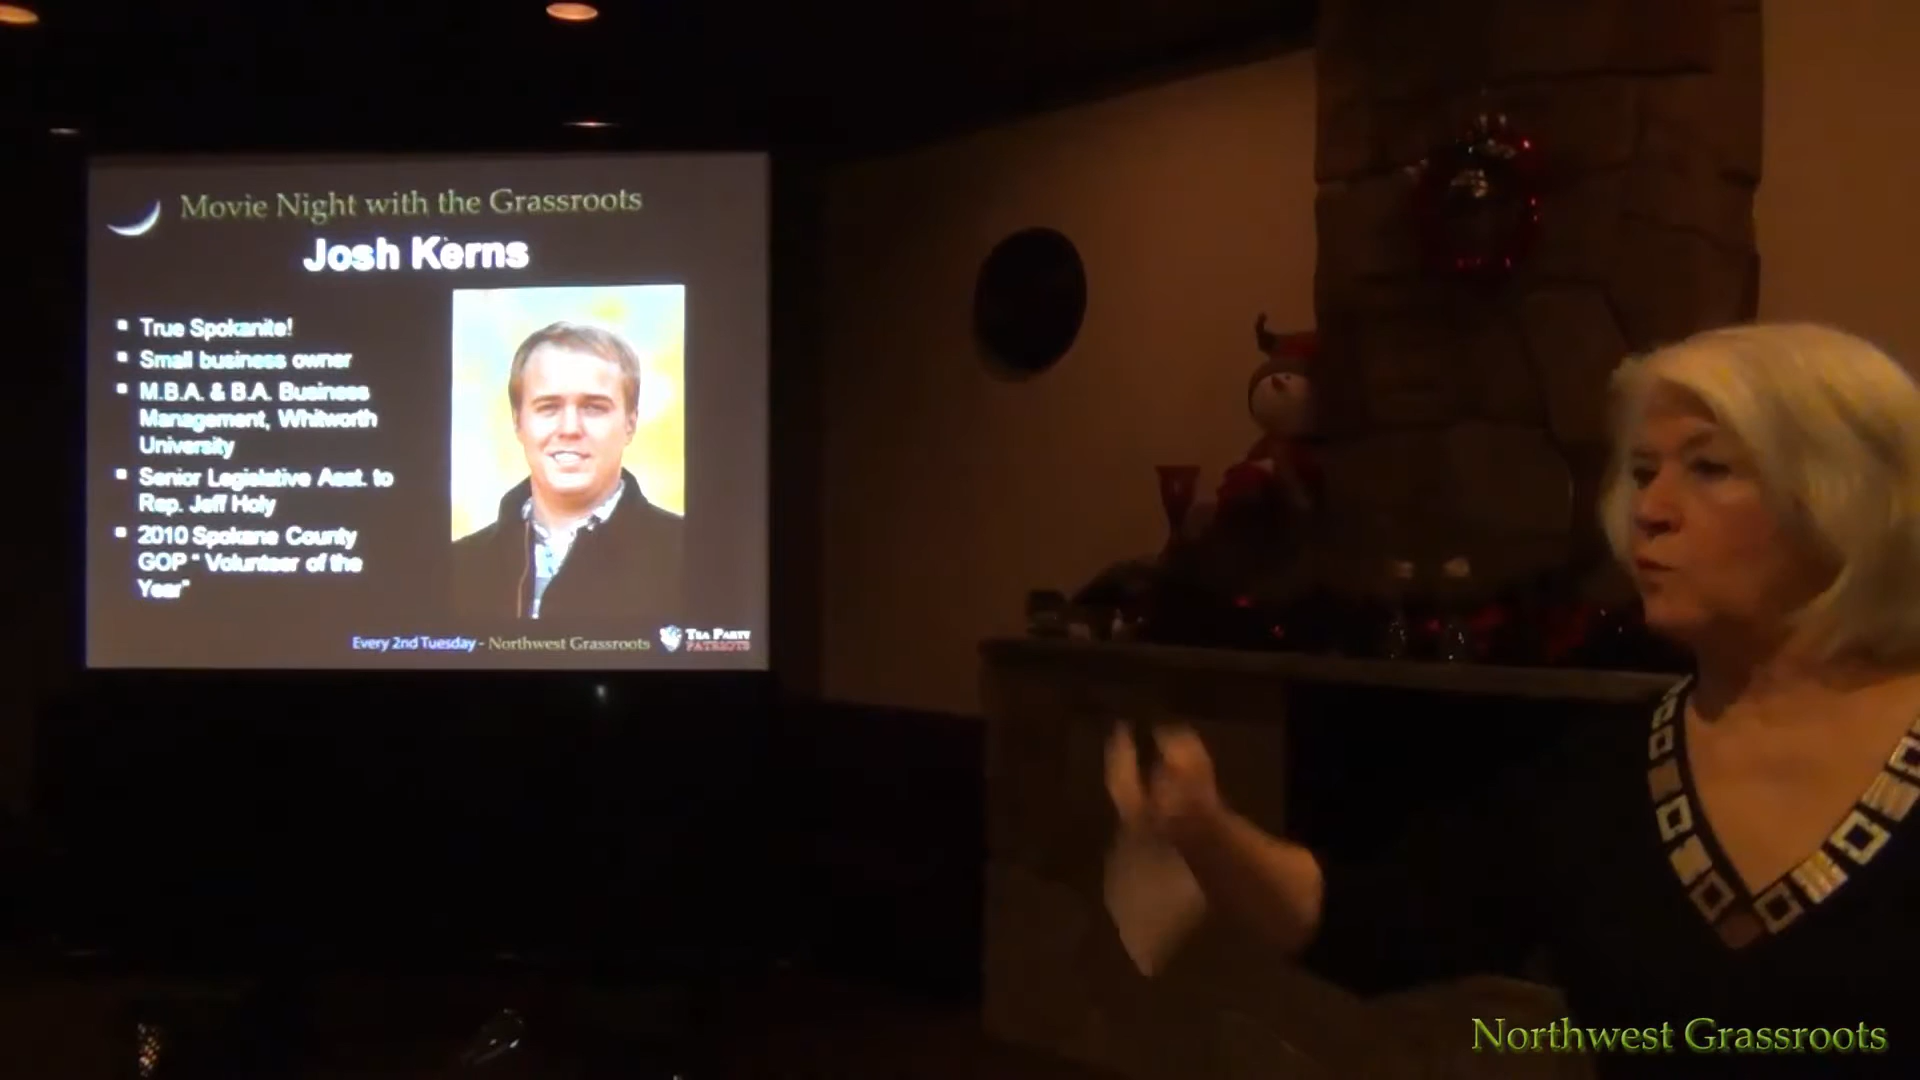 Movie Night with the Grassroots
Josh Kerns
True Spokanite!
Small business owner
M.B.A. & B.A. Business
Management, Whitworth
University
Senior Legislative Asst. to
Rep. Jeff Holy
2010 Spokane County
GOP “ Volunteer of the
Year”
Every 2nd Tuesday - Northwest Grassroots
TEA PARTY
PATRIOTS
Northwest Grassroots